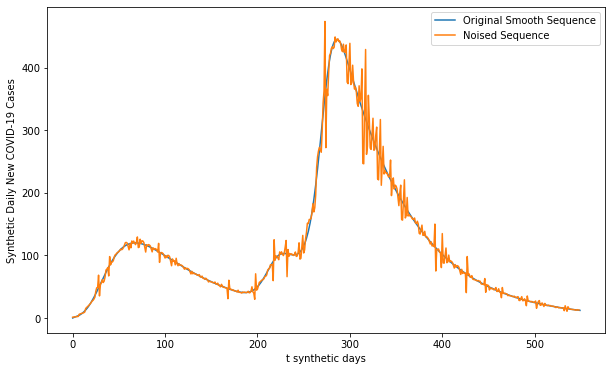 Original Smooth Sequence
Noised Sequence
Synthetic Daily New COVID-19 Cases
400
300
200
100
0
0
100
200
300
400
500
t synthetic days